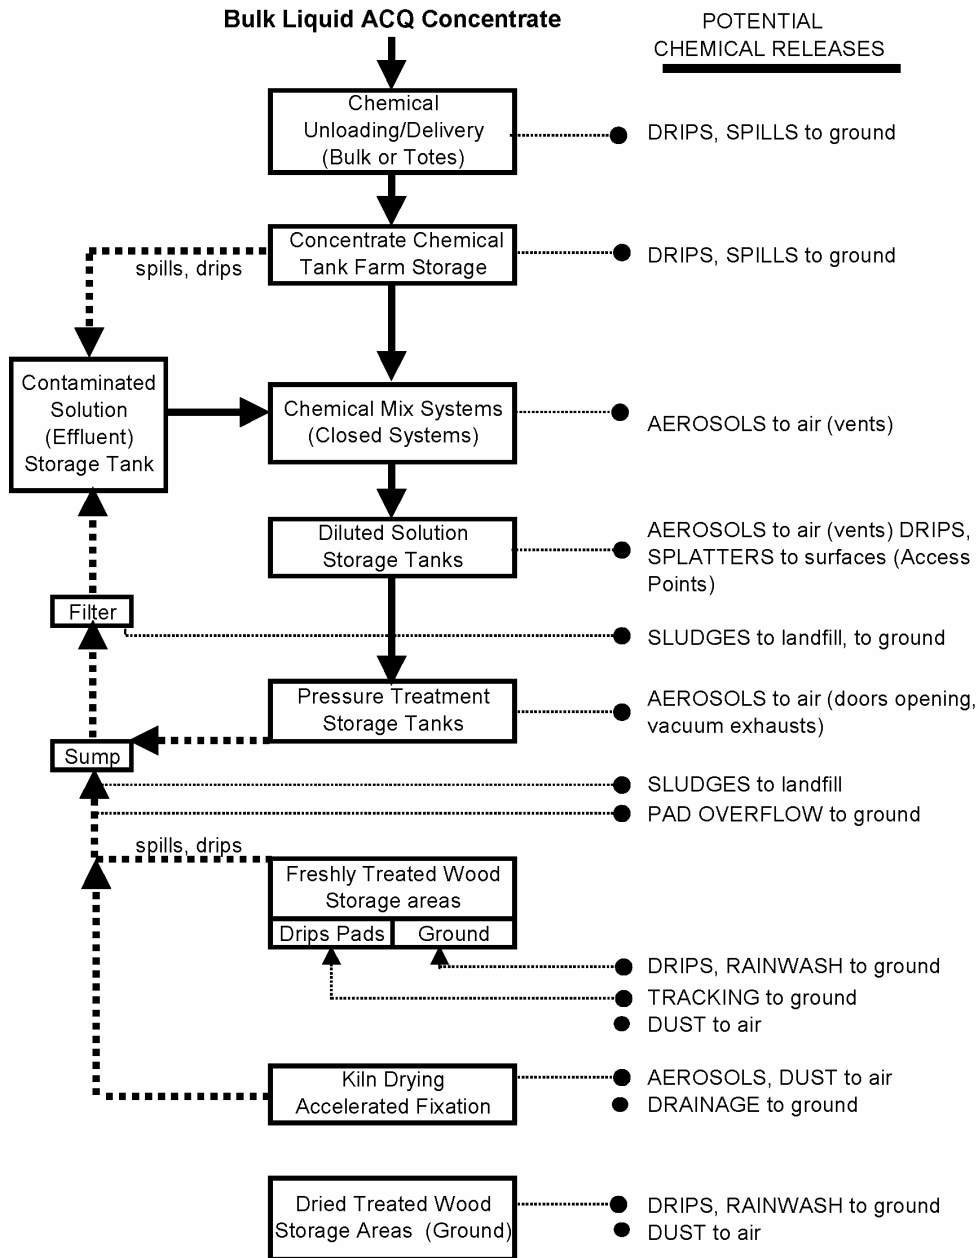 Bulk Liquid ACQ Concentrate
POTENTIAL
CHEMICAL RELEASES
Chemical
Unloading/Delivery
(Bulk or Totes)
DRIPS, SPILLS to ground
Concentrate Chemical
Tank Farm Storage
DRIPS, SPILLS to ground
spills, drips
Contaminated
Solution
(Effluent)
Storage Tank
Chemical Mix Systems
(Closed Systems)
AEROSOLS to air (vents)
Diluted Solution
Storage Tanks
AEROSOLS to air (vents) DRIPS,
SPLATTERS to surfaces (Access
Points)
Filter
SLUDGES to landfill, to ground
Pressure Treatment
Storage Tanks
AEROSOLS to air (doors opening,
vacuum exhausts)
Sump
SLUDGES to landfill
PAD OVERFLOW to ground
spills, drips
Freshly Treated Wood
Storage areas
Drips Pads
Ground
DRIPS, RAINWASH to ground
TRACKING to ground
DUST to air
Kiln Drying
Accelerated Fixation
AEROSOLS, DUST to air
DRAINAGE to ground
Dried Treated Wood
Storage Areas (Ground)
DRIPS, RAINWASH to ground
DUST to air